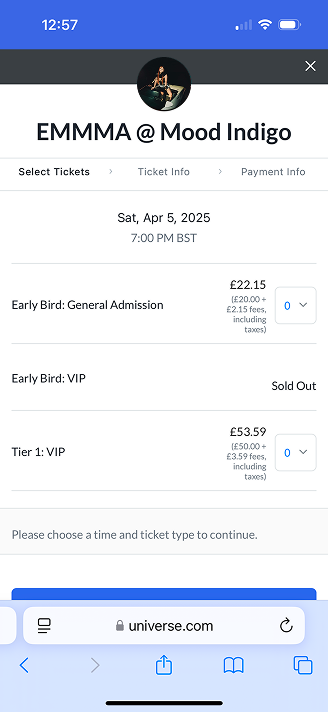 12:57
EMMMA @ Mood Indigo
Select Tickets
Ticket Info
Payment Info
Sat, Apr 5, 2025
7:00 PM BST
Early Bird: General Admission
£22.15
(£20.00 +
£2.15 fees,
including
taxes)
0
Early Bird: VIP
Sold Out
Tier 1: VIP
£53.59
(£50.00 +
£3.59 fees,
including
taxes)
0
Please choose a time and ticket type to continue.
universe.com